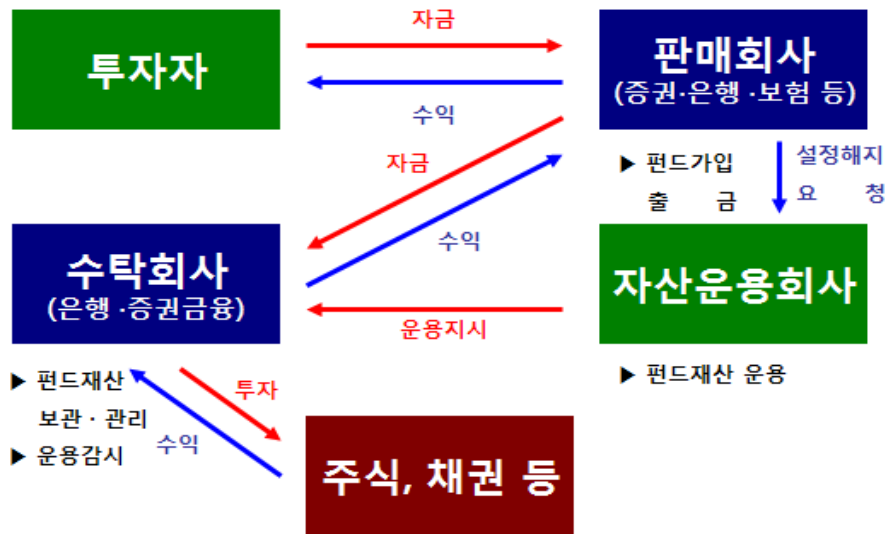 자금
투자자
판매회사
(증권·은행 ·보험 등)
수익
자금
▶ 펀드가입
출 금
설정해지
요 청
수익
수탁회사
(은행 ·증권금융)
자산운용회사
운용지시
▶ 펀드재산
보관 · 관리
▶ 운용감시
투자
수익
▶ 펀드재산 운용
주식, 채권 등